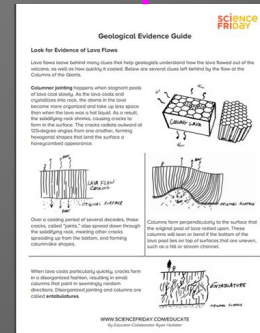 science
FRIDAY
Geological Evidence Guide
Look for Evidence of Lava Flows
Lava flows leave behind many clues that help geologists understand how the lava flowed out of the
volcano, as well as how quickly it cooled. Below are several clues left behind by the flow at the
Columns of the Giants.
Columnar jointing happens when stagnant pools
of lava cool slowly. As the lava cools and
crystallizes into rock, the atoms in the lava
become more organized and take up less space
than when the lava was a hot liquid. As a result,
the solidifying rock shrinks, causing cracks to
form in the surface. The cracks radiate outward at
120-degree angles from one another, forming
hexagonal shapes that lend the surface a
honeycombed appearance.
COOLING LAVA
LAVA FLOW
COOLING
ORIGINAL SURFACE
ORIGINAL SURFACE
Over a cooling period of several decades, these
cracks, called "joints," also spread down through
the solidifying rock, meeting other cracks
spreading up from the bottom, and forming
column-like shapes.
Columns form perpendicularly to the surface that
the original pool of lava rested upon. These
columns will lean or bend if the bottom of the
lava pool lies on top of surfaces that are uneven,
such as a hill or stream channel.
When lava cools particularly quickly, cracks form
in a disorganized fashion, resulting in small
columns that point in seemingly random
directions. Disorganized jointing and columns are
called entablatures.
ENTABLATURE
ORIGINAL SURFACE
WWW.SCIENCEFRIDAY.COM/EDUCATE
By Educator Collaborator Ryan Hollister